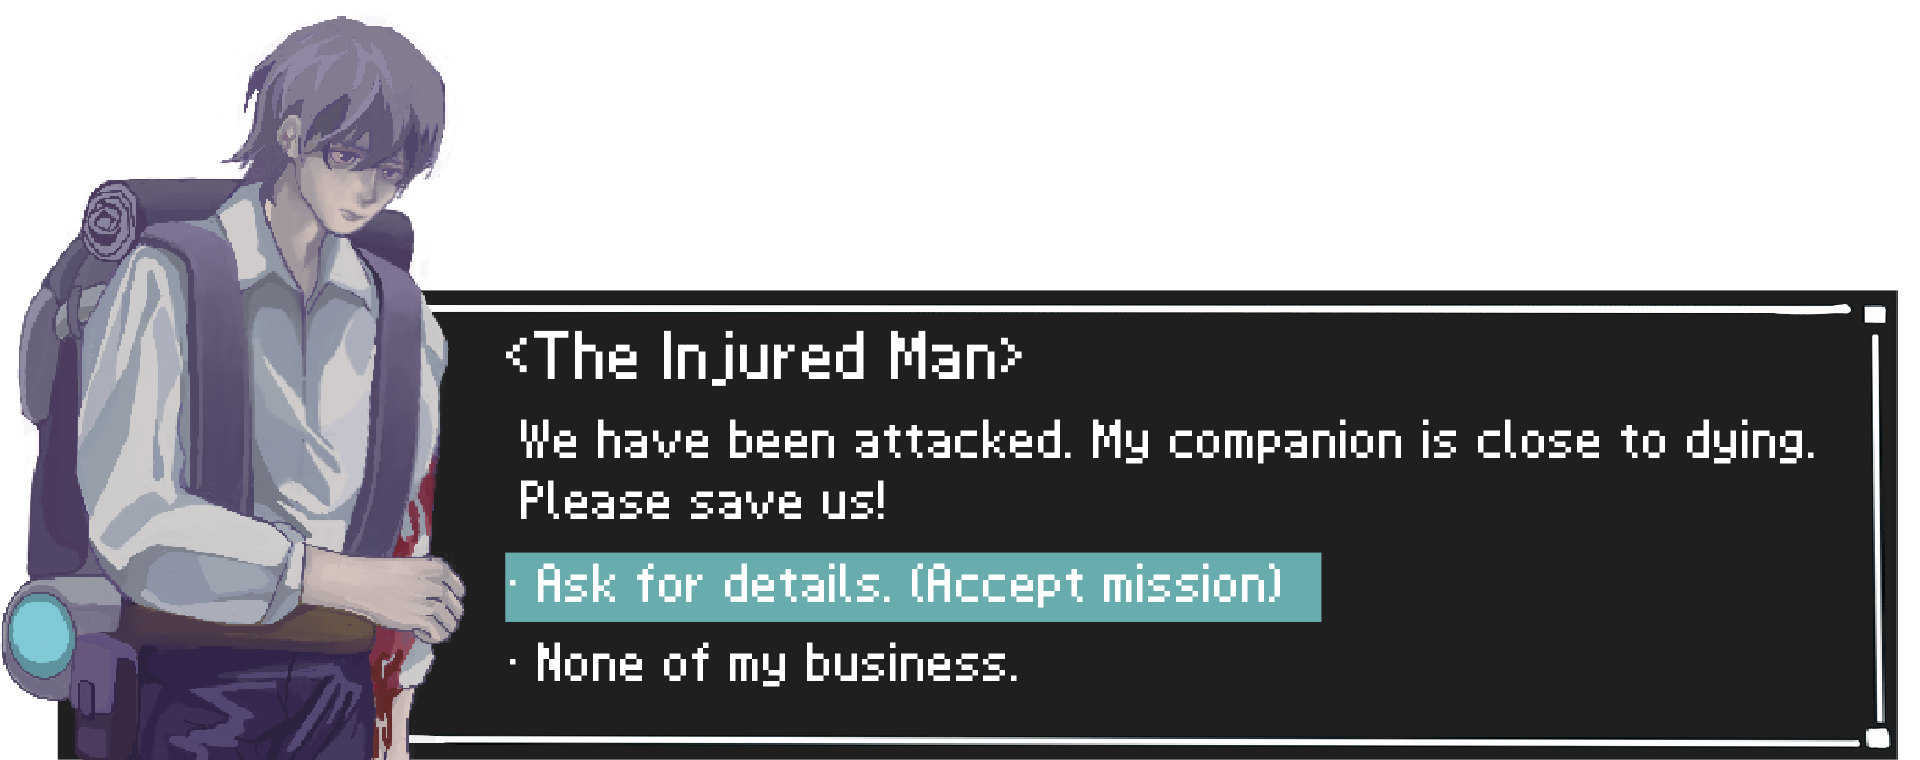 <The Injured Man>
We have been attacked. My companion is close to dying.
Please save us!
· Ask for details. (Accept mission)
· None of my business.